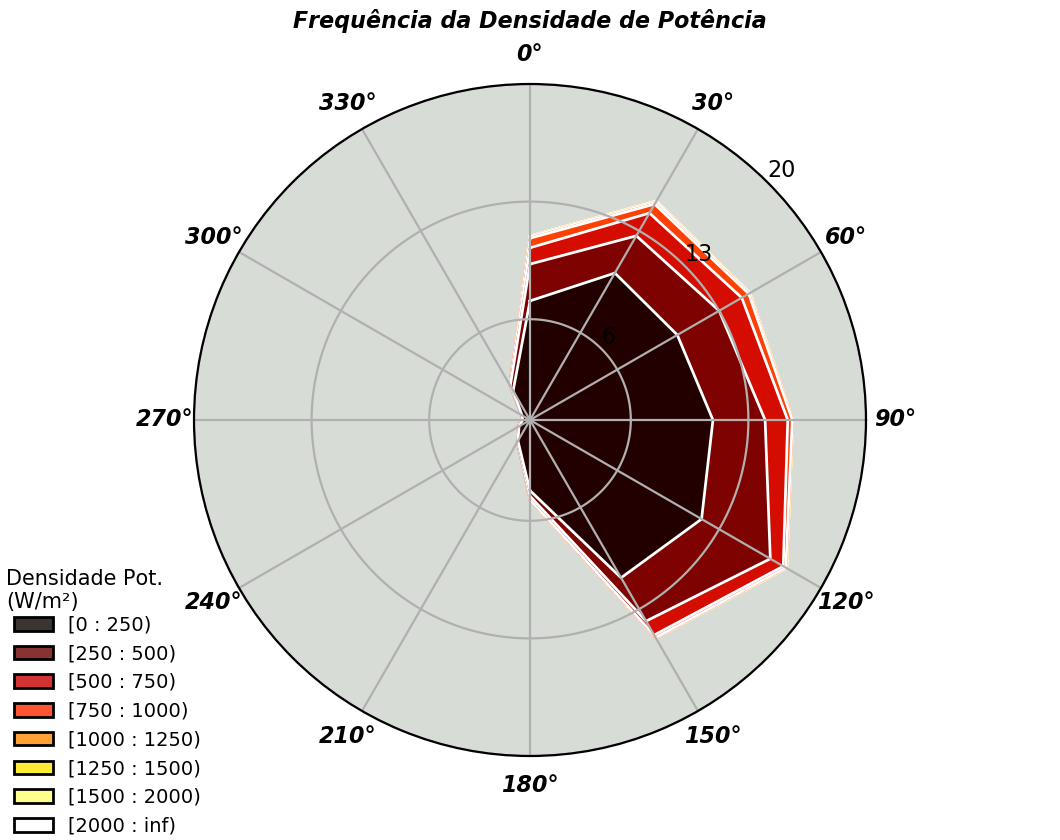 Frequência da Densidade de Potência
0°
330°
30°
20
300°
60°
13
6
270°
90°
240°
120°
210°
150°
180°
Densidade Pot.
(W/m²)
[0 : 250)
[250 : 500)
[500 : 750)
[750 : 1000)
[1000 : 1250)
[1250 : 1500)
[1500 : 2000)
[2000 : inf)